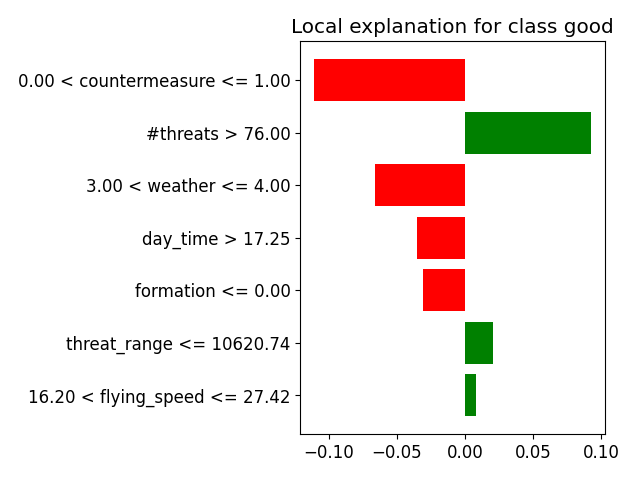 Local explanation for class good
0.00 < countermeasure <= 1.00
#threats > 76.00
3.00 < weather <= 4.00
day_time > 17.25
formation <= 0.00
threat_range <= 10620.74
16.20 < flying_speed <= 27.42
−0.10 −0.05 0.00 0.05 0.10